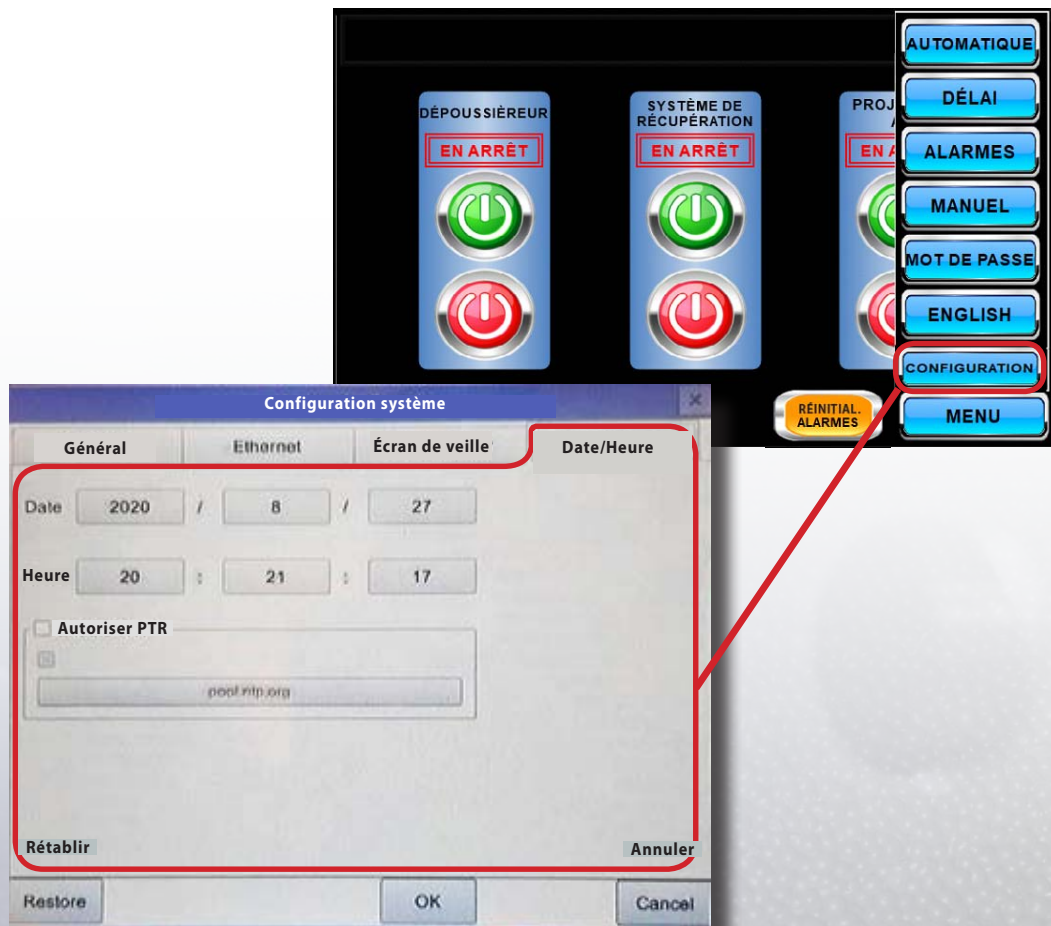 AUTOMATIQUE
DÉLAI
ALARMES
MANUEL
MOT DE PASSE
ENGLISH
CONFIGURATION
MENU
DÉPOUSSIÈREUR
EN ARRÊT
SYSTÈME DE
RÉCUPÉRATION
EN ARRÊT
PROJ
EN A
RÉINITIAL.
ALARMES
Configuration système
Général
Ethernet
Écran de veille
Date/Heure
Date 2020 / 8 / 27
Heure 20 : 21 : 17
Autoriser PTR
pool.ntp.org
Rétablir
Annuler
Restore
OK
Cancel